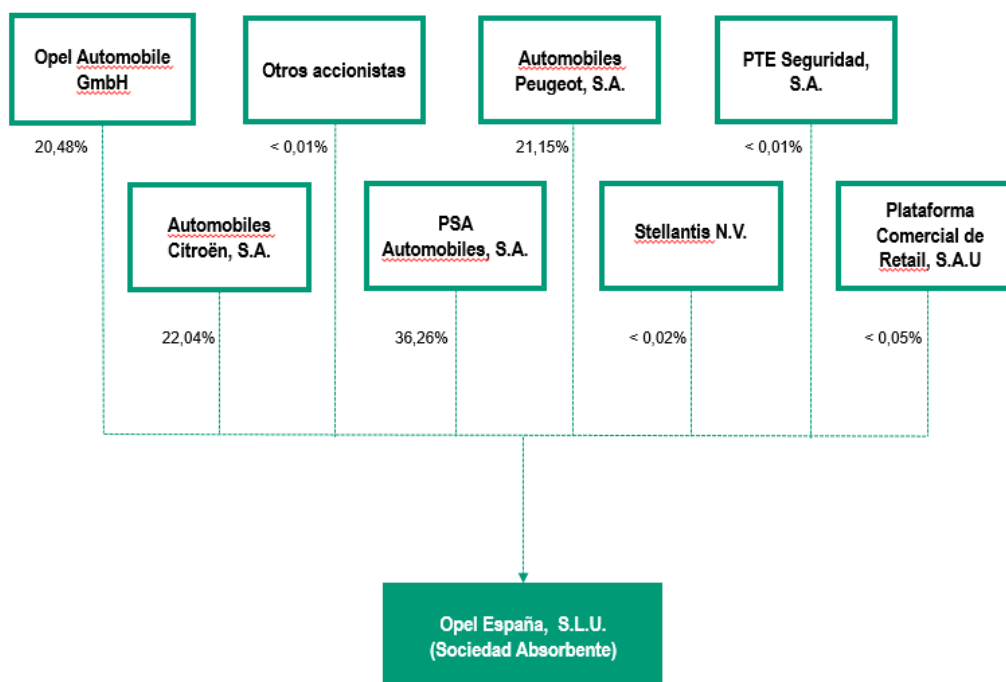 Opel Automobile
GmbH
Otros accionistas
Automobiles
Peugeot, S.A.
PTE Seguridad,
S.A.
20,48%
< 0,01%
21,15%
< 0,01%
Automobiles
Citroën, S.A.
PSA
Automobiles, S.A.
Stellantis N.V.
Plataforma
Comercial de
Retail, S.A.U
22,04%
36,26%
< 0,02%
< 0,05%
Opel España, S.L.U.
(Sociedad Absorbente)